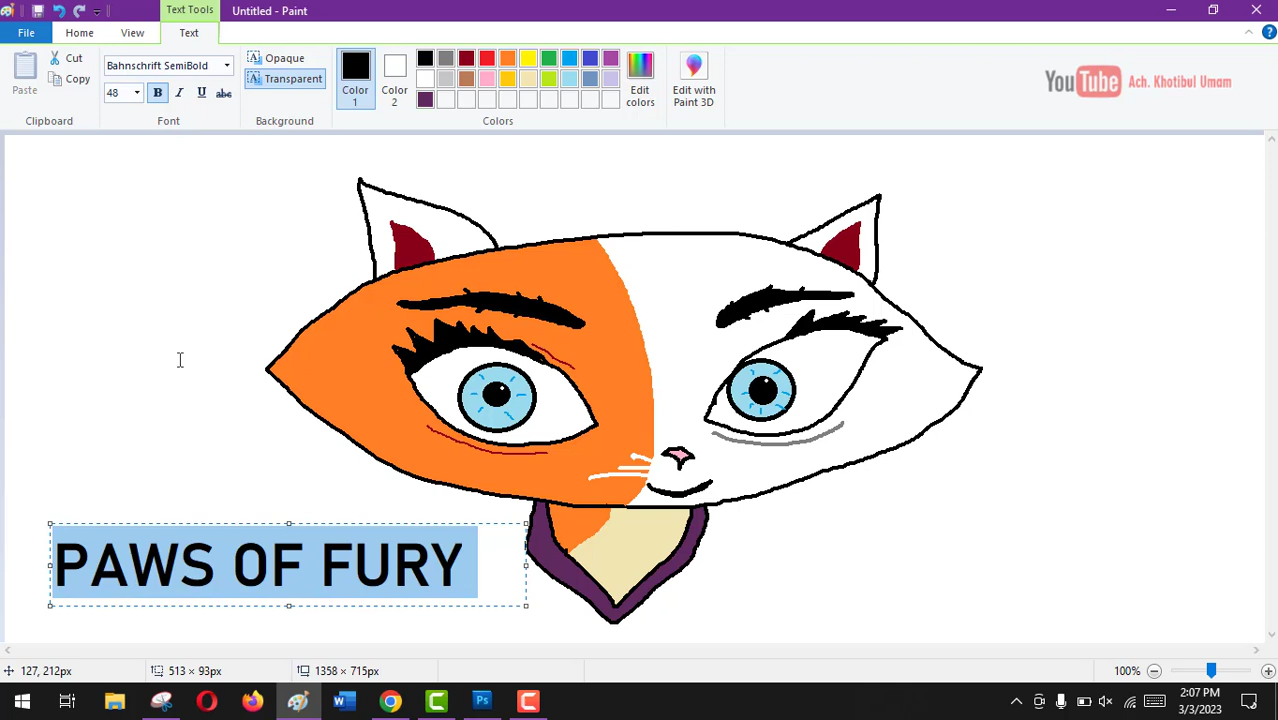 Text Tools
Untitled - Paint
File
Home
View
Text
Paste
Cut
Copy
Clipboard
Bahnschrift SemiBold
48
B
I
U
abc
Font
Opaque
Transparent
Background
Color 1
Color 2
Colors
Edit colors
Edit with Paint 3D
YouTube Ach. Khotibul Umam
PAWS OF FURY
127, 212px
513 × 93px
1358 × 715px
100%
W
C
Ps
C
2:07 PM
3/3/2023